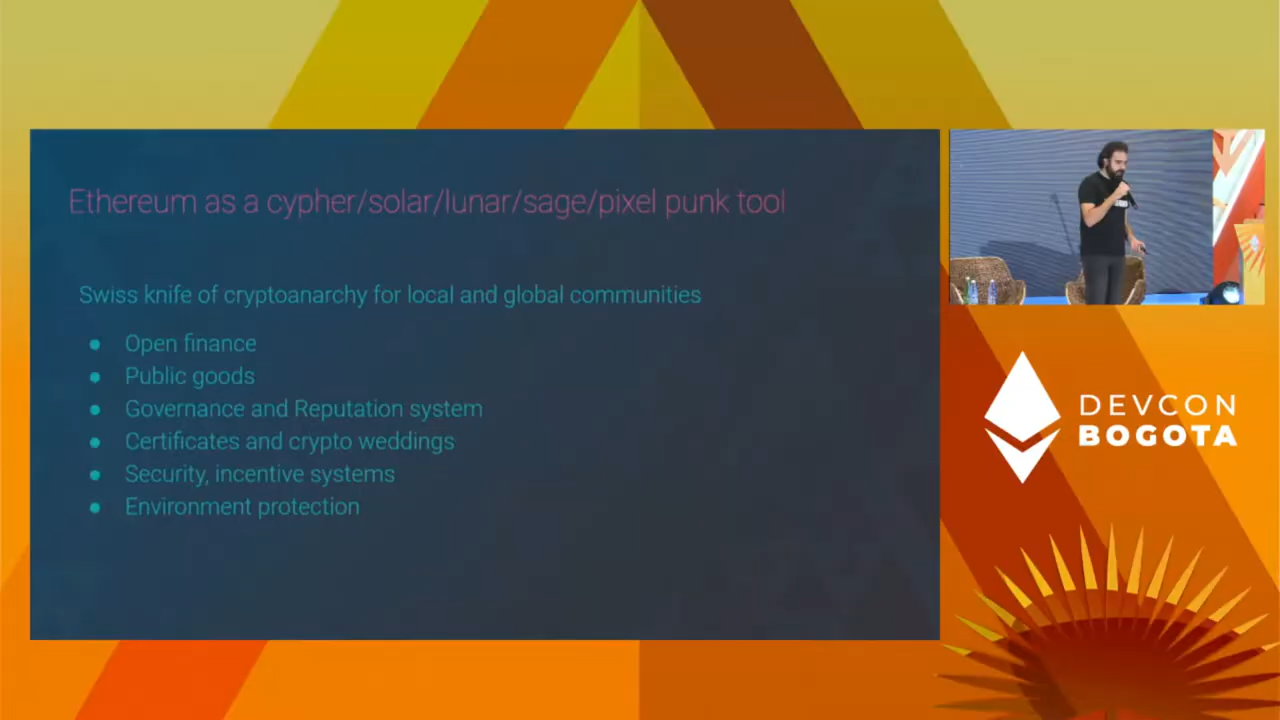 Ethereum as a cypher/solar/lunar/sage/pixel punk tool
Swiss knife of cryptoanarchy for local and global communities
● Open finance
● Public goods
● Governance and Reputation system
● Certificates and crypto weddings
● Security, incentive systems
● Environment protection
DEVCON
BOGOTA